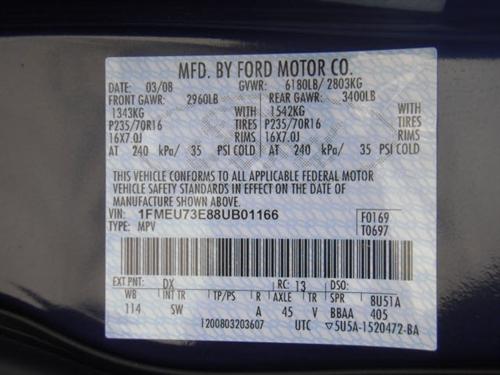 MFD. BY FORD MOTOR CO.
DATE: 03/08 GVWR: 6180LB/ 2803KG
FRONT GAWR: 2960LB REAR GAWR: 3400LB
1343KG WITH 1542KG WITH
P235/70R16 TIRES P235/70R16 TIRES
16X7.0J RIMS 16X7.0J RIMS
AT 240 kPa/ 35 PSI COLD AT 240 kPa/ 35 PSI COLD
THIS VEHICLE CONFORMS TO ALL APPLICABLE FEDERAL MOTOR
VEHICLE SAFETY STANDARDS IN EFFECT ON THE DATE OF
MANUFACTURE SHOWN ABOVE.
VIN: 1FMEU73E88UB01166 F0169
TYPE: MPV T0697
EXT PNT: DX RC: 13 DSO:
WB INT TR TP/PS R AXLE TR SPR BU51A
114 SW A 45 V BBAA 405
1200803203607 UTC 5U5A-1520472-BA